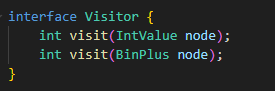 interface Visitor {
    int visit(IntValue node);
    int visit(BinPlus node);
}